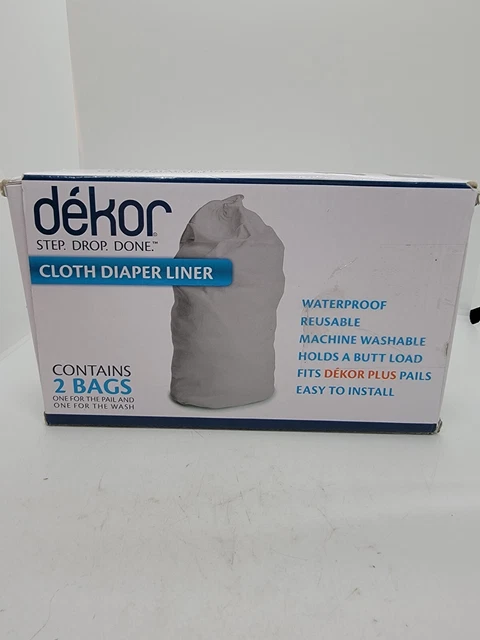 dékor
STEP. DROP. DONE.™
CLOTH DIAPER LINER
CONTAINS
2 BAGS
ONE FOR THE PAIL AND
ONE FOR THE WASH
WATERPROOF
REUSABLE
MACHINE WASHABLE
HOLDS A BUTT LOAD
FITS DÉKOR PLUS PAILS
EASY TO INSTALL